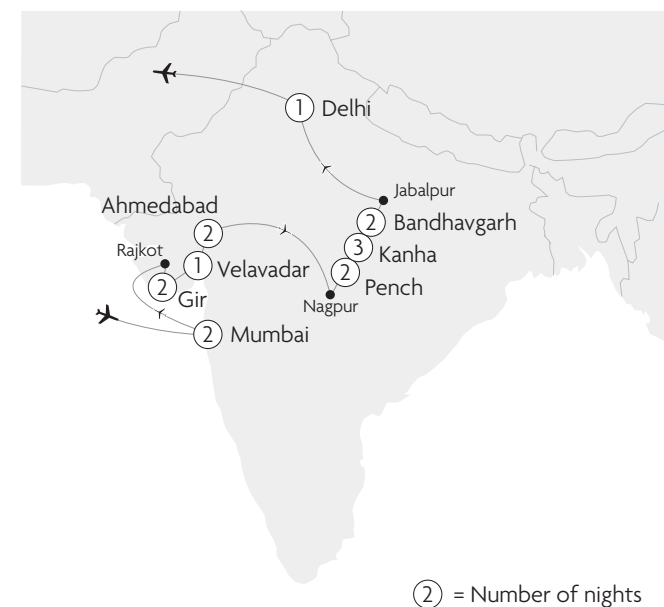 1 Delhi
Jabalpur
Ahmedabad
2 Bandhavgarh
2
3 Kanha
Rajkot
1 Velavadar
2 Pench
2 Gir
Nagpur
2 Mumbai
2 = Number of nights